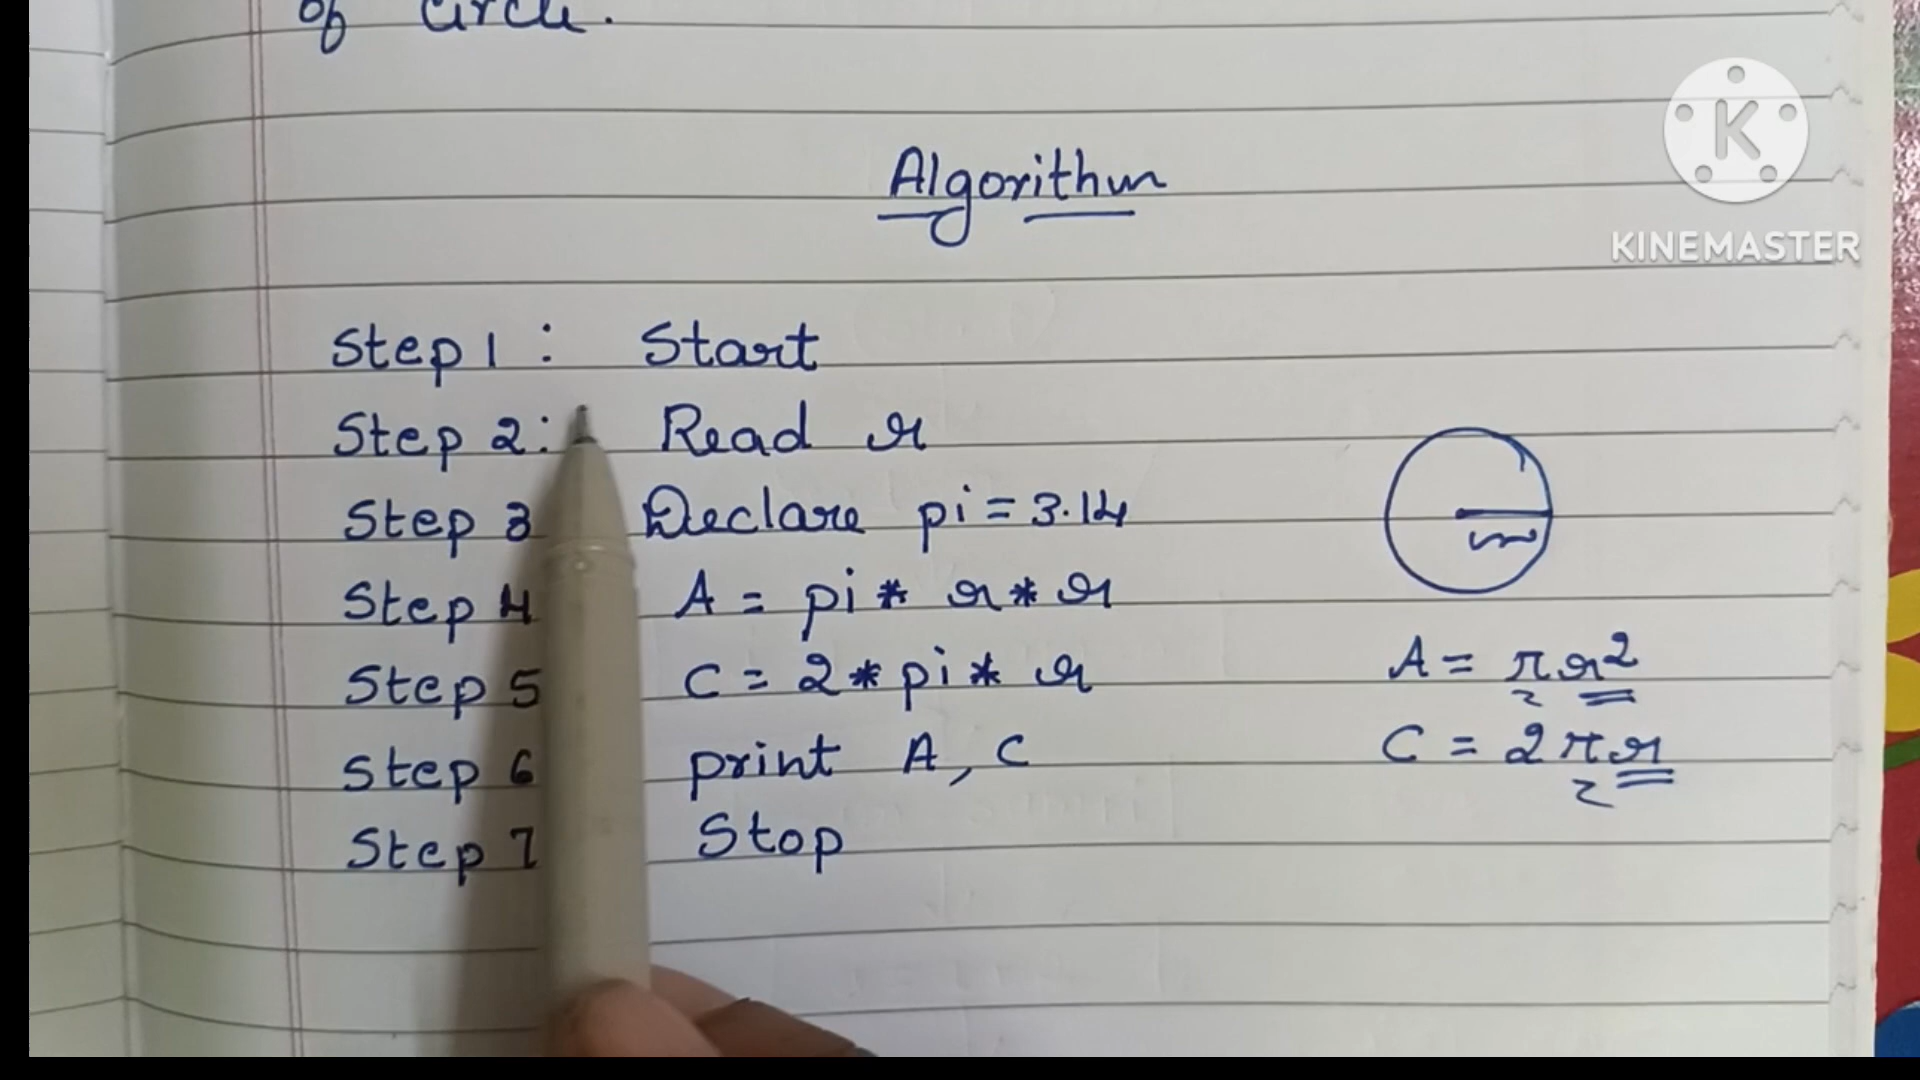 of circle.
Algorithm
K
KINEMASTER
Step 1 : Start
Step 2 : Read r
Step 3 Declare pi = 3.14
Step 4 A = pi * r * r
Step 5 C = 2 * pi * r
Step 6 print A, C
Step 7 Stop
A = πr²
C = 2πr